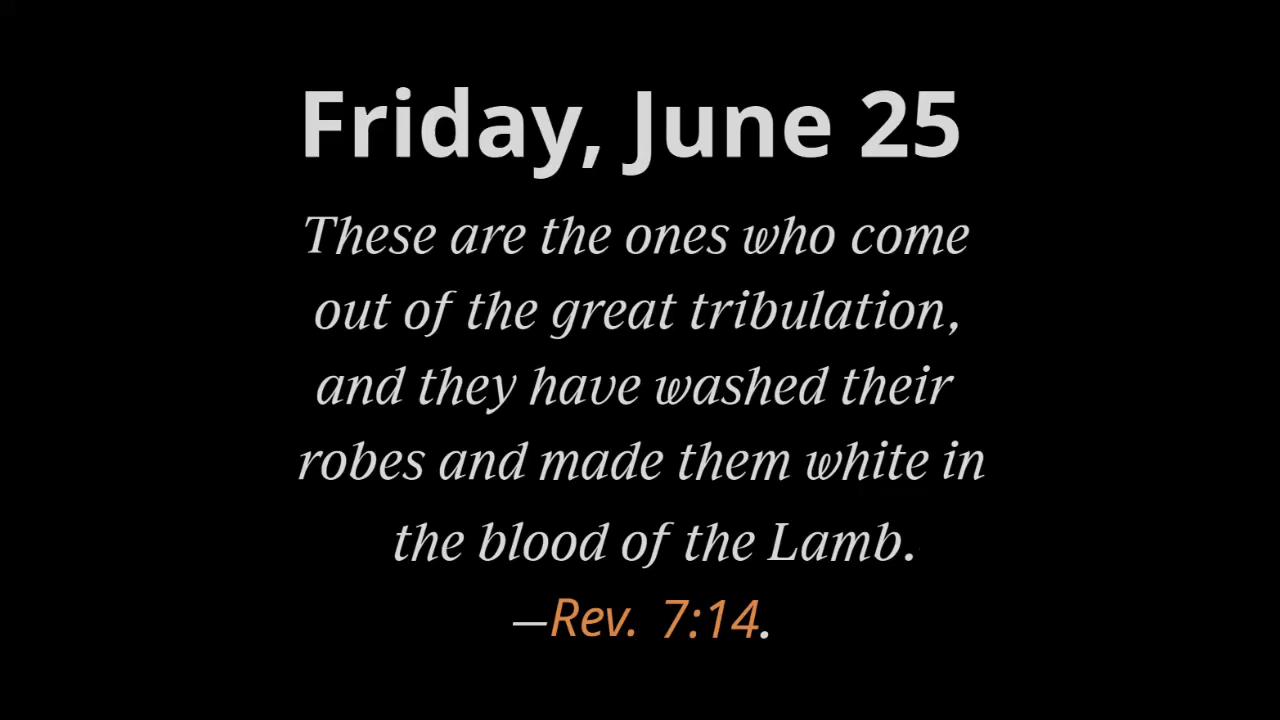 Friday, June 25
These are the ones who come
out of the great tribulation,
and they have washed their
robes and made them white in
the blood of the Lamb.
—Rev. 7:14.